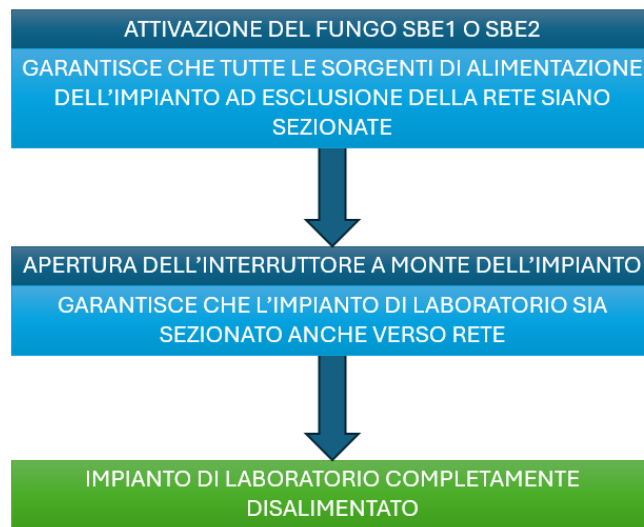 ATTIVAZIONE DEL FUNGO SBE1 O SBE2
GARANTISCE CHE TUTTE LE SORGENTI DI ALIMENTAZIONE
DELL'IMPIANTO AD ESCLUSIONE DELLA RETE SIANO
SEZIONATE
APERTURA DELL'INTERRUTTORE A MONTE DELL'IMPIANTO
GARANTISCE CHE L'IMPIANTO DI LABORATORIO SIA
SEZIONATO ANCHE VERSO RETE
IMPIANTO DI LABORATORIO COMPLETAMENTE
DISALIMENTATO